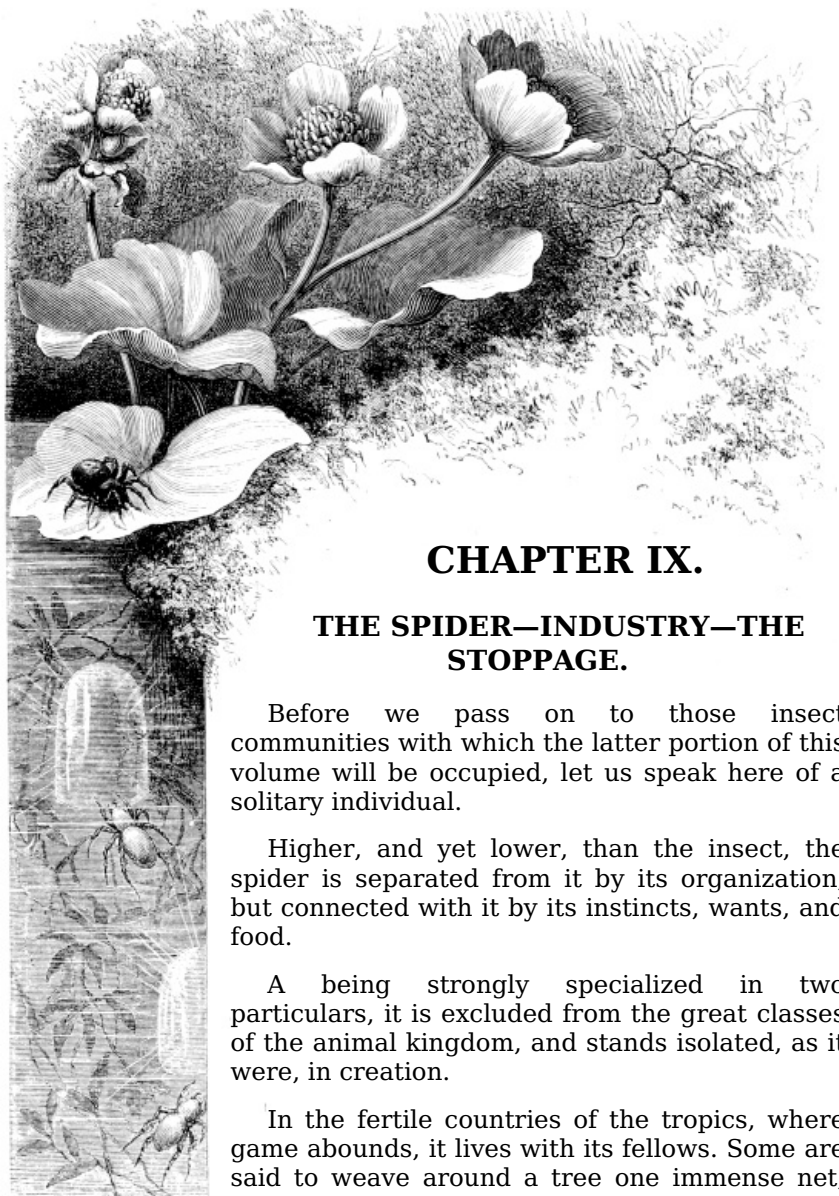 CHAPTER IX.
THE SPIDER—INDUSTRY—THE
STOPPAGE.
Before we pass on to those insect
communities with which the latter portion of this
volume will be occupied, let us speak here of a
solitary individual.
Higher, and yet lower, than the insect, the
spider is separated from it by its organization,
but connected with it by its instincts, wants, and
food.
A being strongly specialized in two
particulars, it is excluded from the great classes
of the animal kingdom, and stands isolated, as it
were, in creation.
In the fertile countries of the tropics, where
game abounds, it lives with its fellows. Some are
said to weave around a tree one immense net,